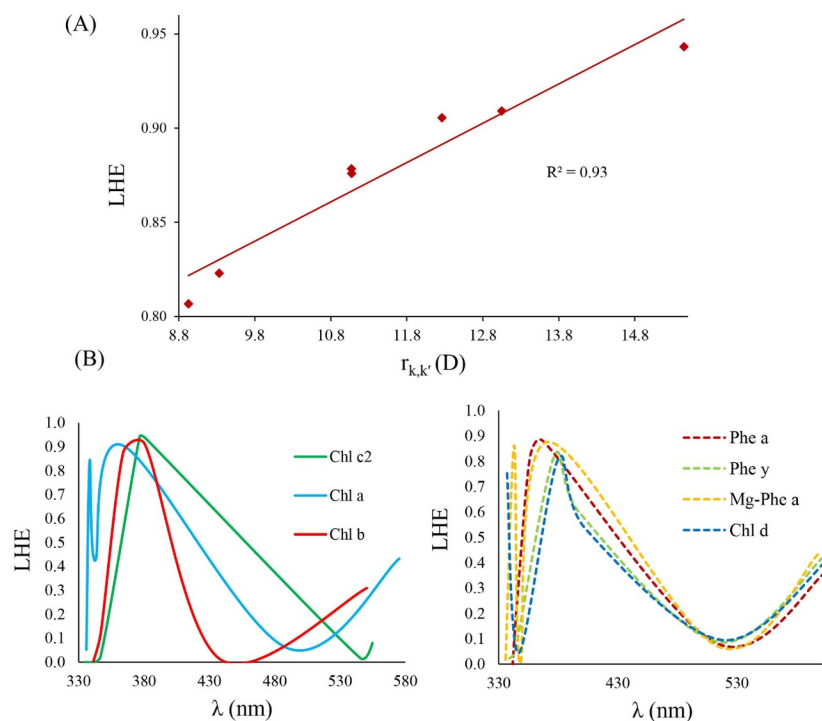 (A)
0.95
0.90
0.85
0.80
LHE
R² = 0.93
8.8 9.8 10.8 11.8 12.8 13.8 14.8
r_{k,k'} (D)
(B)
1.0
0.9
0.8
0.7
0.6
0.5
0.4
0.3
0.2
0.1
0.0
LHE
Chl c2
Chl a
Chl b
330 380 430 480 530 580
λ (nm)
1.0
0.9
0.8
0.7
0.6
0.5
0.4
0.3
0.2
0.1
0.0
LHE
Phe a
Phe y
Mg-Phe a
Chl d
330 430 530
λ (nm)